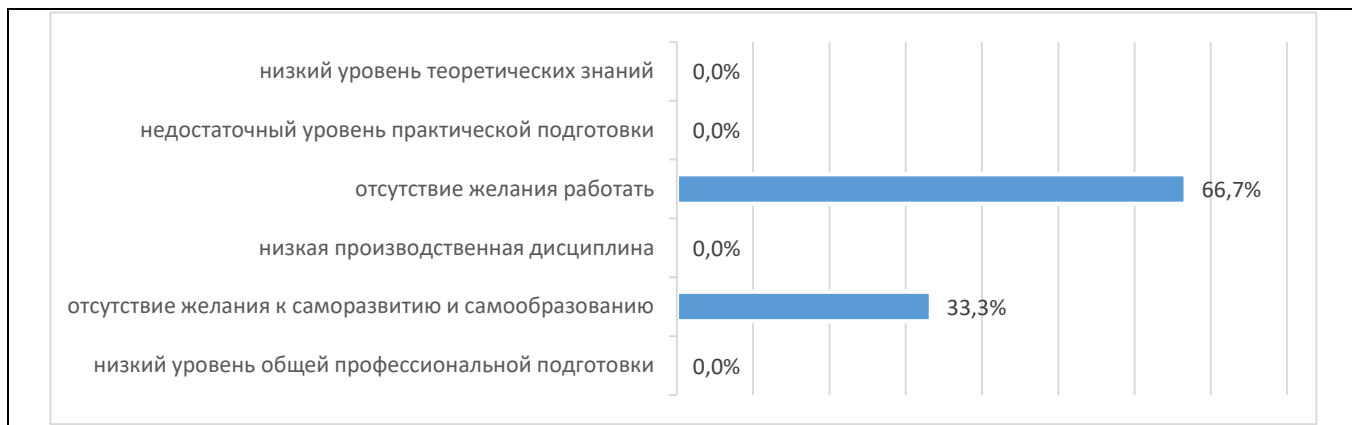 низкий уровень теоретических знаний 0,0%
недостаточный уровень практической подготовки 0,0%
отсутствие желания работать 66,7%
низкая производственная дисциплина 0,0%
отсутствие желания к саморазвитию и самообразованию 33,3%
низкий уровень общей профессиональной подготовки 0,0%